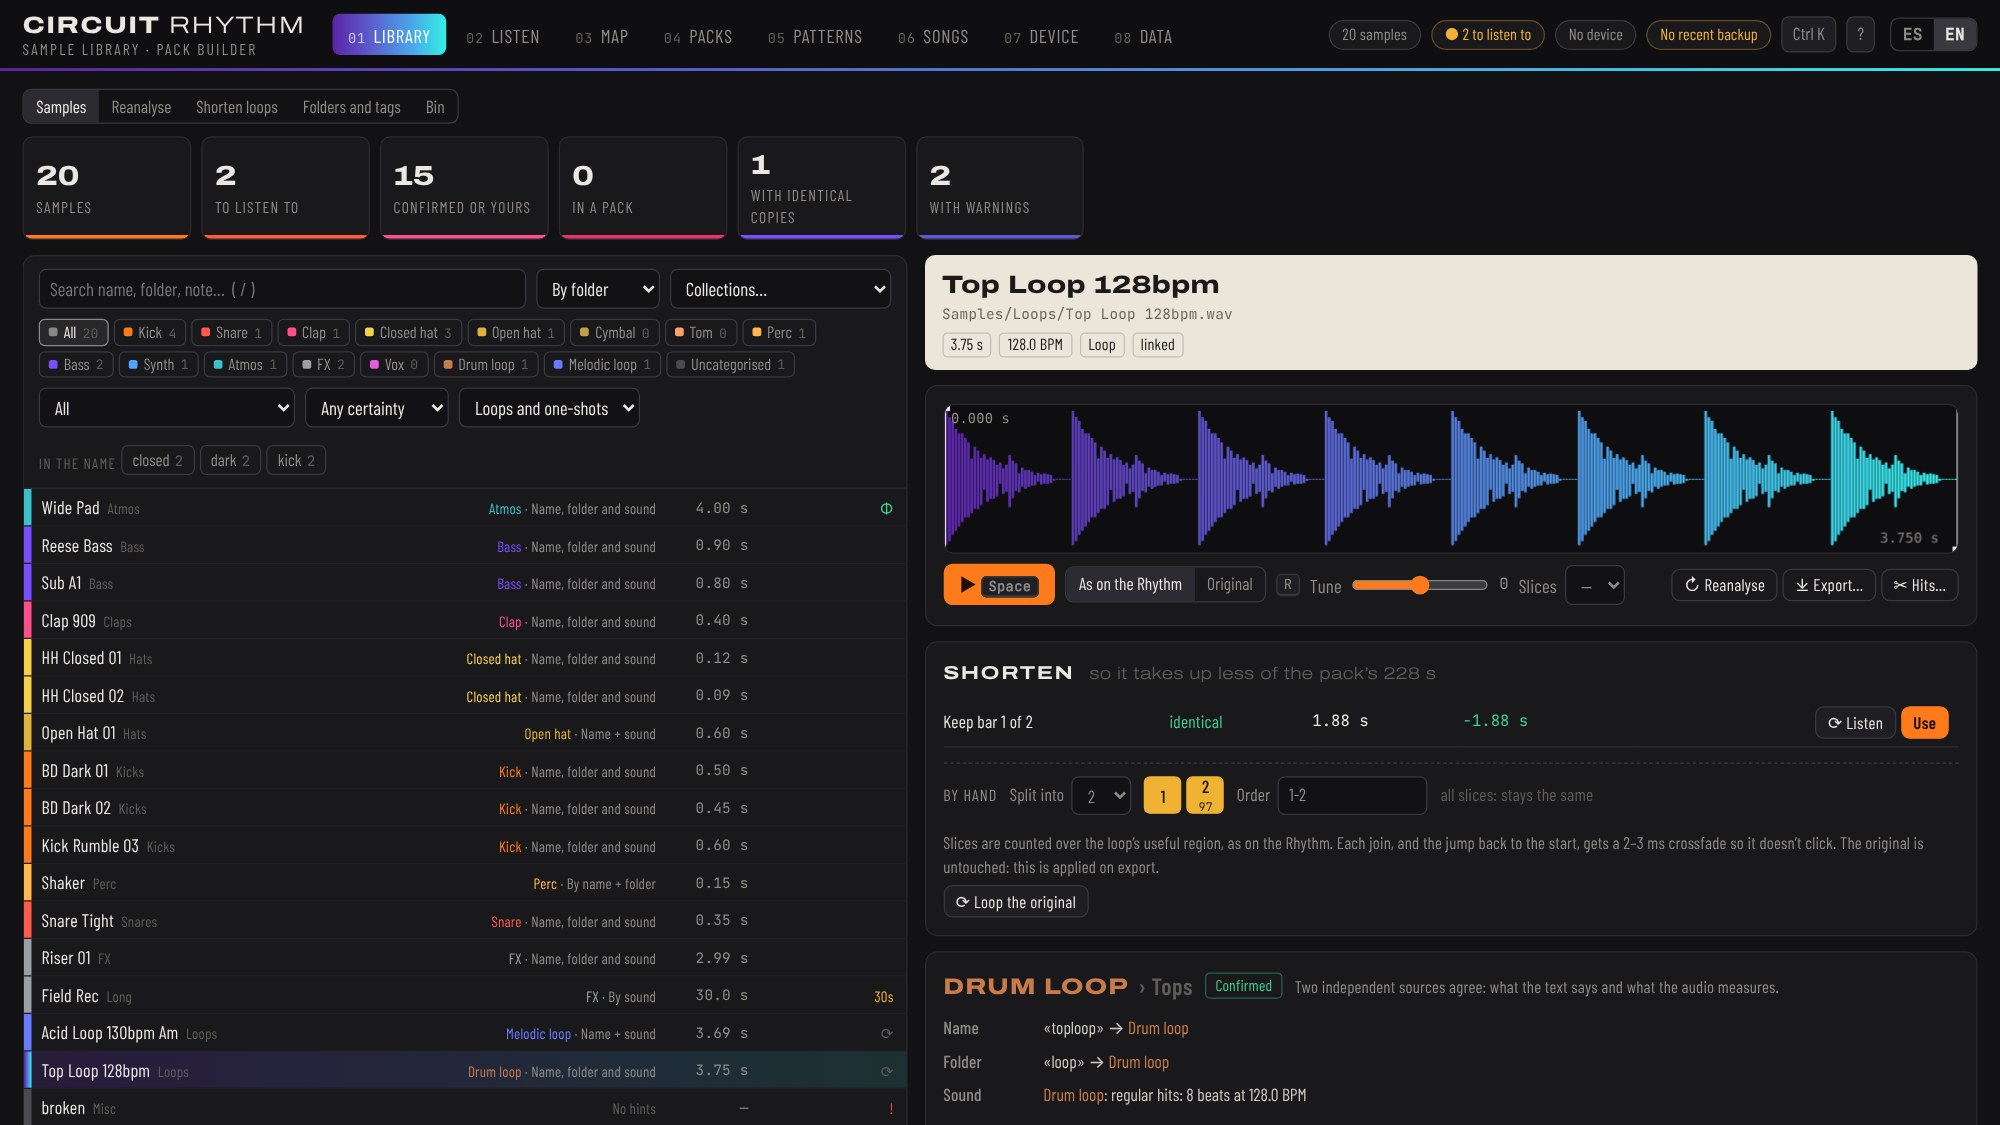 CIRCUIT RHYTHM
SAMPLE LIBRARY · PACK BUILDER
01 LIBRARY 02 LISTEN 03 MAP 04 PACKS 05 PATTERNS 06 SONGS 07 DEVICE 08 DATA
20 samples 2 to listen to No device No recent backup Ctrl K ? ES EN
Samples Reanalyse Shorten loops Folders and tags Bin
20 SAMPLES
2 TO LISTEN TO
15 CONFIRMED OR YOURS
0 IN A PACK
1 WITH IDENTICAL COPIES
2 WITH WARNINGS
Search name, folder, note... ( / ) By folder Collections...
All 20 Kick 4 Snare 1 Clap 1 Closed hat 3 Open hat 1 Cymbal 0 Tom 0 Perc 1
Bass 2 Synth 1 Atmos 1 FX 2 Vox 0 Drum loop 1 Melodic loop 1 Uncategorised 1
All Any certainty Loops and one-shots
IN THE NAME closed 2 dark 2 kick 2
Wide Pad Atmos Atmos · Name, folder and sound 4.00 s
Reese Bass Bass Bass · Name, folder and sound 0.90 s
Sub A1 Bass Bass · Name, folder and sound 0.80 s
Clap 909 Claps Clap · Name, folder and sound 0.40 s
HH Closed 01 Hats Closed hat · Name, folder and sound 0.12 s
HH Closed 02 Hats Closed hat · Name, folder and sound 0.09 s
Open Hat 01 Hats Open hat · Name + sound 0.60 s
BD Dark 01 Kicks Kick · Name, folder and sound 0.50 s
BD Dark 02 Kicks Kick · Name, folder and sound 0.45 s
Kick Rumble 03 Kicks Kick · Name, folder and sound 0.60 s
Shaker Perc Perc · By name + folder 0.15 s
Snare Tight Snares Snare · Name, folder and sound 0.35 s
Riser 01 FX FX · Name, folder and sound 2.99 s
Field Rec Long FX · By sound 30.0 s 30s
Acid Loop 130bpm Am Loops Melodic loop · Name + sound 3.69 s ⟳
Top Loop 128bpm Loops Drum loop · Name, folder and sound 3.75 s ⟳
broken Misc No hints — !
Top Loop 128bpm
Samples/Loops/Top Loop 128bpm.wav
3.75 s 128.0 BPM Loop linked
0.000 s
3.750 s
▶ Space As on the Rhythm Original R Tune 0 Slices — ↻ Reanalyse Export... ✂ Hits...
SHORTEN so it takes up less of the pack's 228 s
Keep bar 1 of 2 identical 1.88 s -1.88 s ⟳ Listen Use
BY HAND Split into 2 1 2 97 Order 1-2 all slices: stays the same
Slices are counted over the loop's useful region, as on the Rhythm. Each join, and the jump back to the start, gets a 2–3 ms crossfade so it doesn't click. The original is
untouched: this is applied on export.
⟳ Loop the original
DRUM LOOP › Tops Confirmed Two independent sources agree: what the text says and what the audio measures.
Name «toploop» → Drum loop
Folder «loop» → Drum loop
Sound Drum loop: regular hits: 8 beats at 128.0 BPM